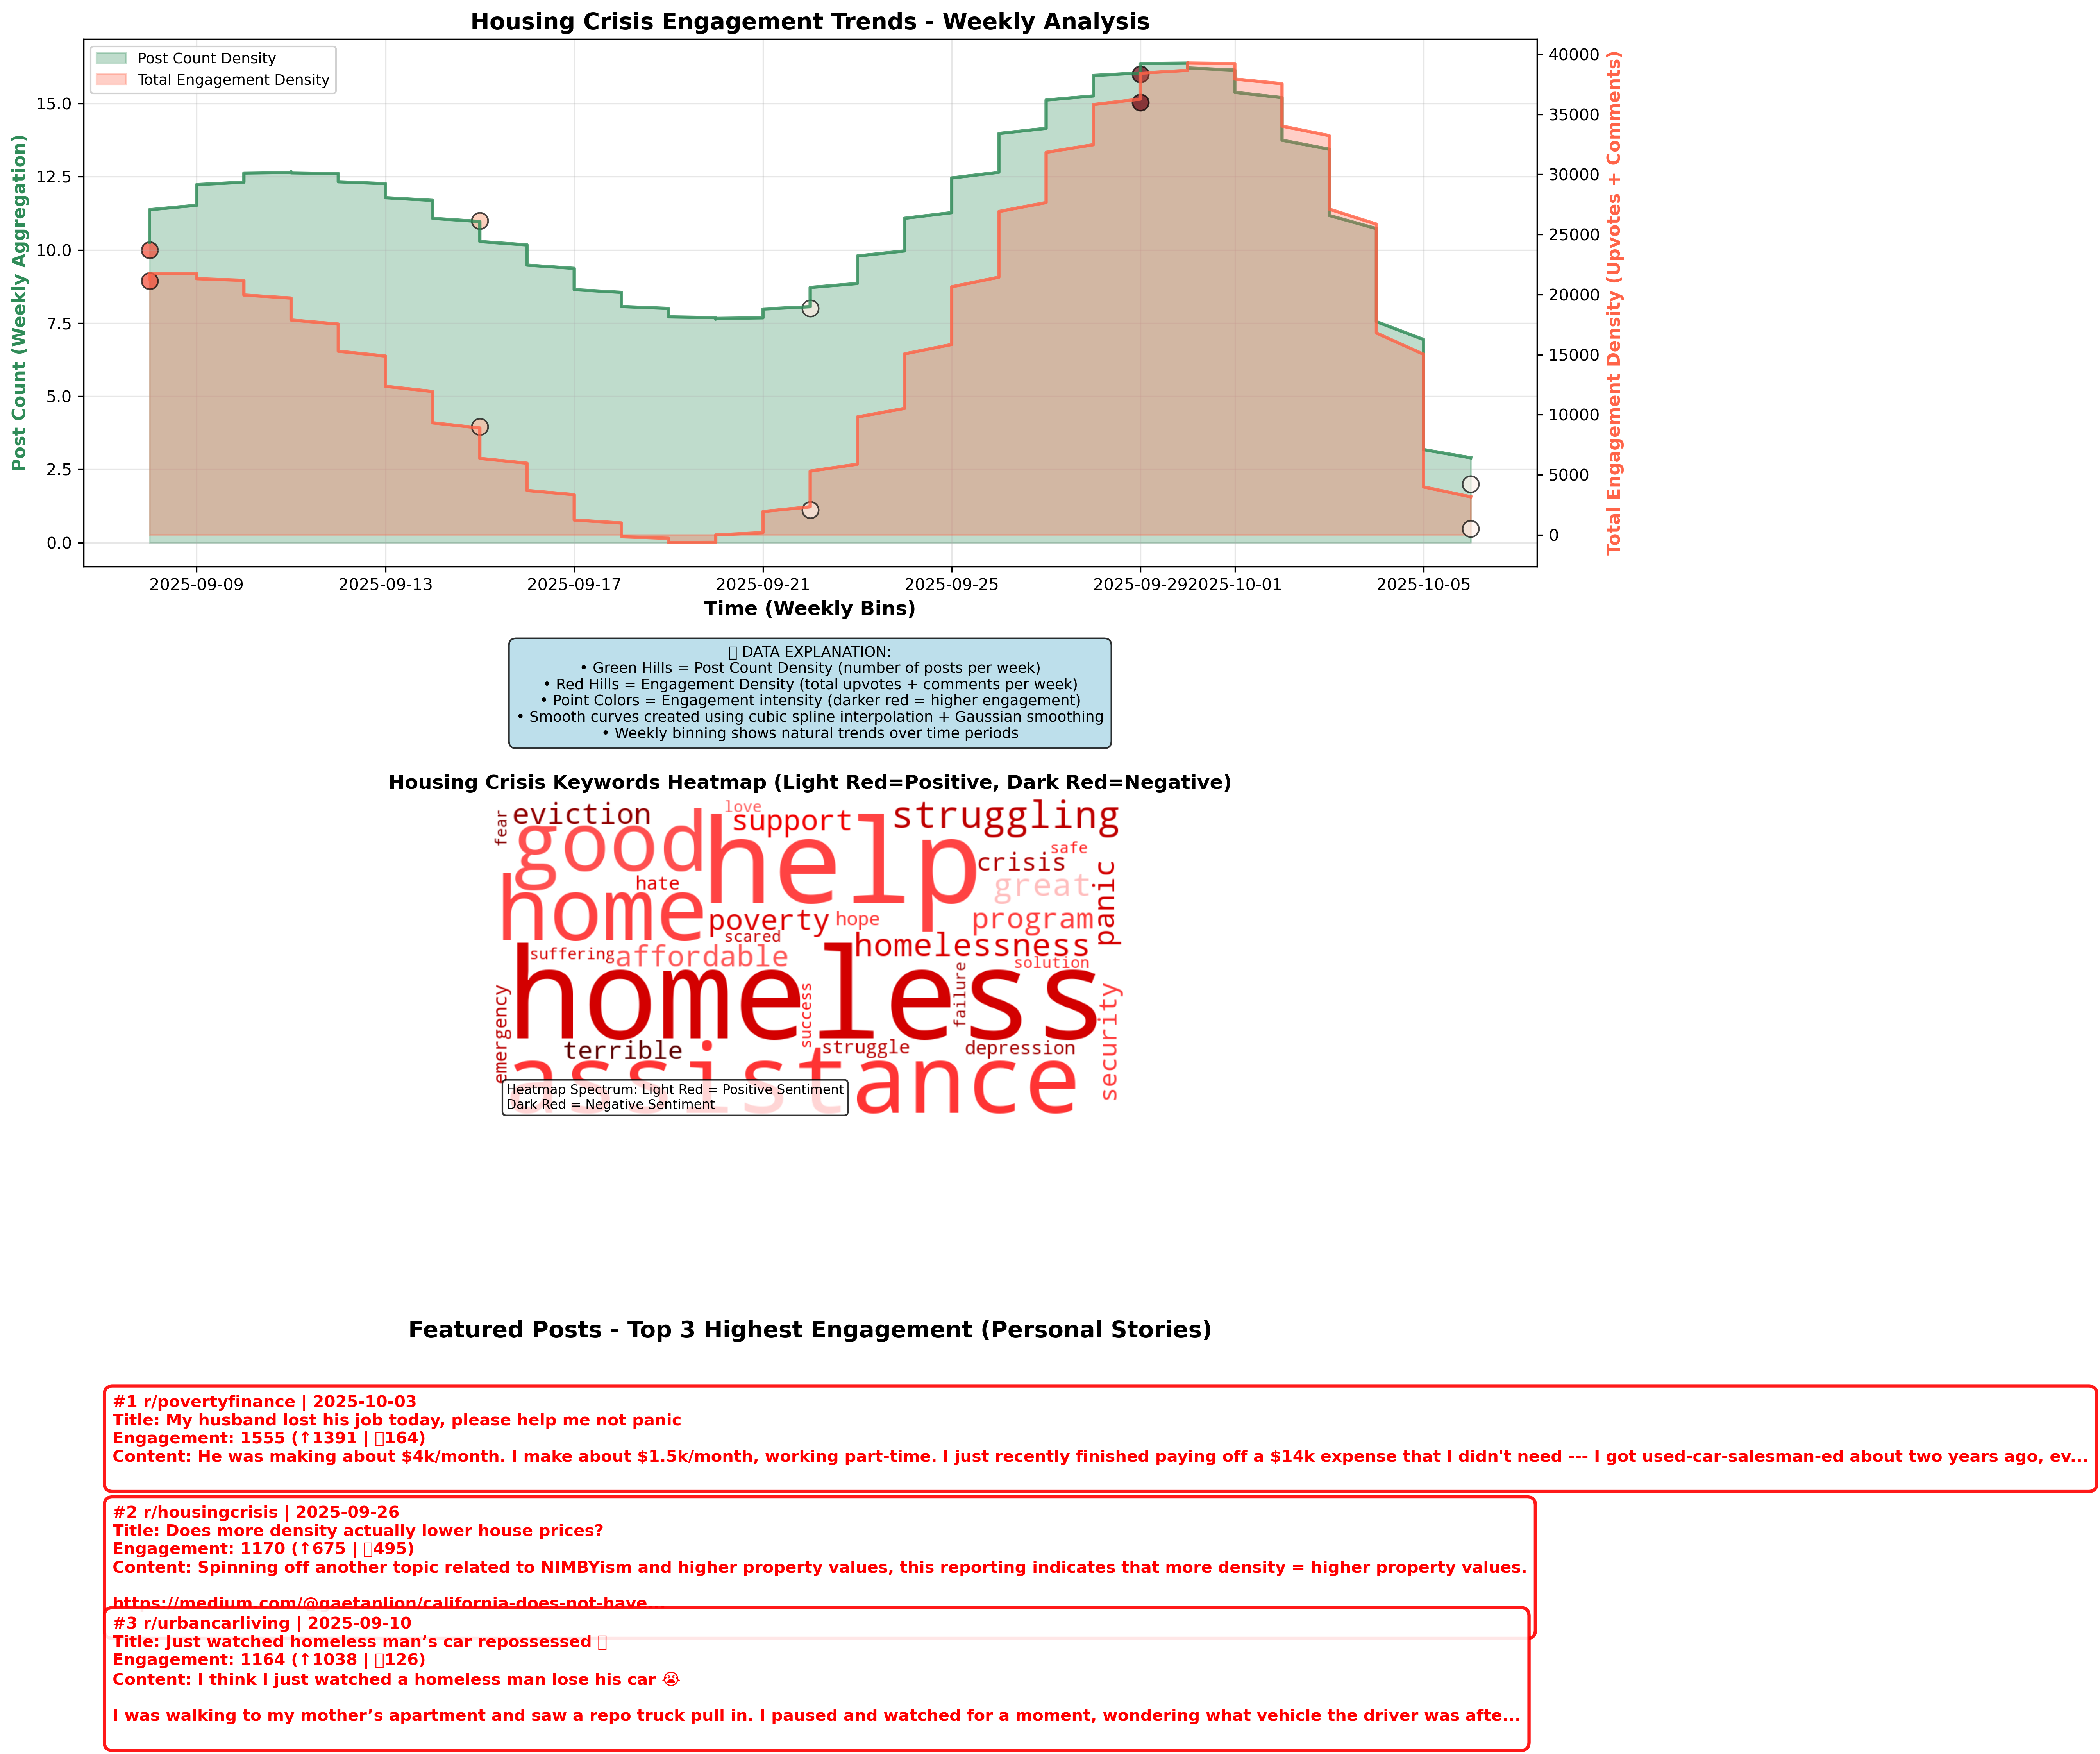 Housing Crisis Engagement Trends - Weekly Analysis
Post Count Density
Total Engagement Density
Post Count (Weekly Aggregation)
15.0
12.5
10.0
7.5
5.0
2.5
0.0
40000
35000
30000
25000
20000
15000
10000
5000
0
Total Engagement Density (Upvotes + Comments)
2025-09-09
2025-09-13
2025-09-17
2025-09-21
2025-09-25
2025-09-29
2025-10-01
2025-10-05
Time (Weekly Bins)
DATA EXPLANATION:
• Green Hills = Post Count Density (number of posts per week)
• Red Hills = Engagement Density (total upvotes + comments per week)
• Point Colors = Engagement intensity (darker red = higher engagement)
• Smooth curves created using cubic spline interpolation + Gaussian smoothing
• Weekly binning shows natural trends over time periods
Housing Crisis Keywords Heatmap (Light Red=Positive, Dark Red=Negative)
fear
eviction
love
support
struggling
good
help
crisis
safe
great
panic
home
hate
poverty
hope
program
scared
homelessness
suffering
affordable
solution
homeless
emergency
success
failure
security
terrible
struggle
depression
assistance
Heatmap Spectrum: Light Red = Positive Sentiment
Dark Red = Negative Sentiment
Featured Posts - Top 3 Highest Engagement (Personal Stories)
#1 r/povertyfinance | 2025-10-03
Title: My husband lost his job today, please help me not panic
Engagement: 1555 (↑1391 | 164)
Content: He was making about $4k/month. I make about $1.5k/month, working part-time. I just recently finished paying off a $14k expense that I didn't need --- I got used-car-salesman-ed about two years ago, ev...
#2 r/housingcrisis | 2025-09-26
Title: Does more density actually lower house prices?
Engagement: 1170 (↑675 | 495)
Content: Spinning off another topic related to NIMBYism and higher property values, this reporting indicates that more density = higher property values.
https://medium.com/@gaetanlion/california-does-not-have...
#3 r/urbancarliving | 2025-09-10
Title: Just watched homeless man’s car repossessed
Engagement: 1164 (↑1038 | 126)
Content: I think I just watched a homeless man lose his car 😭
I was walking to my mother’s apartment and saw a repo truck pull in. I paused and watched for a moment, wondering what vehicle the driver was afte...